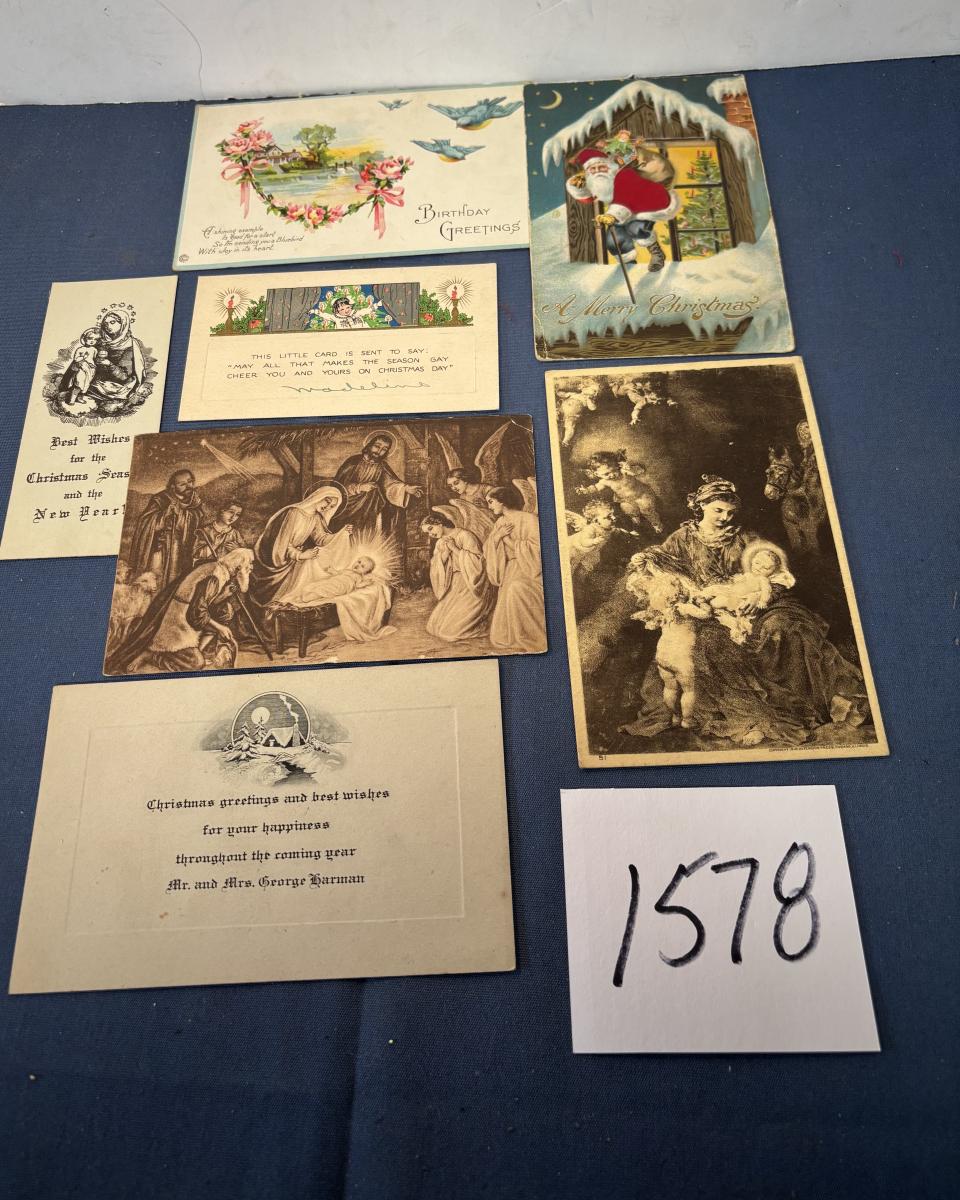 BIRTHDAY
GREETINGS
A shining example
Is good for a start
So I'm sending you a Bluebird
With joy in its heart.
A Merry Christmas.
THIS LITTLE CARD IS SENT TO SAY:
"MAY ALL THAT MAKES THE SEASON GAY
CHEER YOU AND YOURS ON CHRISTMAS DAY"
Madeline
Best Wishes
for the
Christmas Seas
and the
New Year!
51
Christmas greetings and best wishes
for your happiness
throughout the coming year
Mr. and Mrs. George Harman
1578